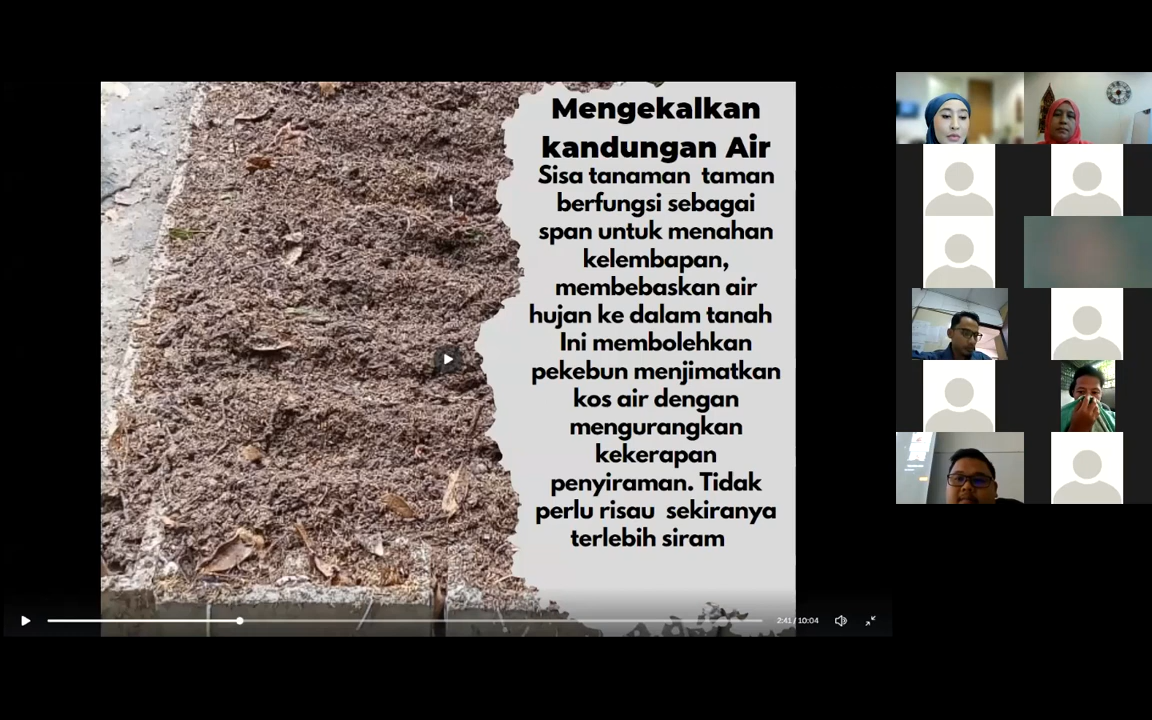 Mengekalkan
kandungan Air
Sisa tanaman taman
berfungsi sebagai
span untuk menahan
kelembapan,
membebaskan air
hujan ke dalam tanah
Ini membolehkan
pekebun menjimatkan
kos air dengan
mengurangkan
kekerapan
penyiraman. Tidak
perlu risau sekiranya
terlebih siram
2:41 / 10:04